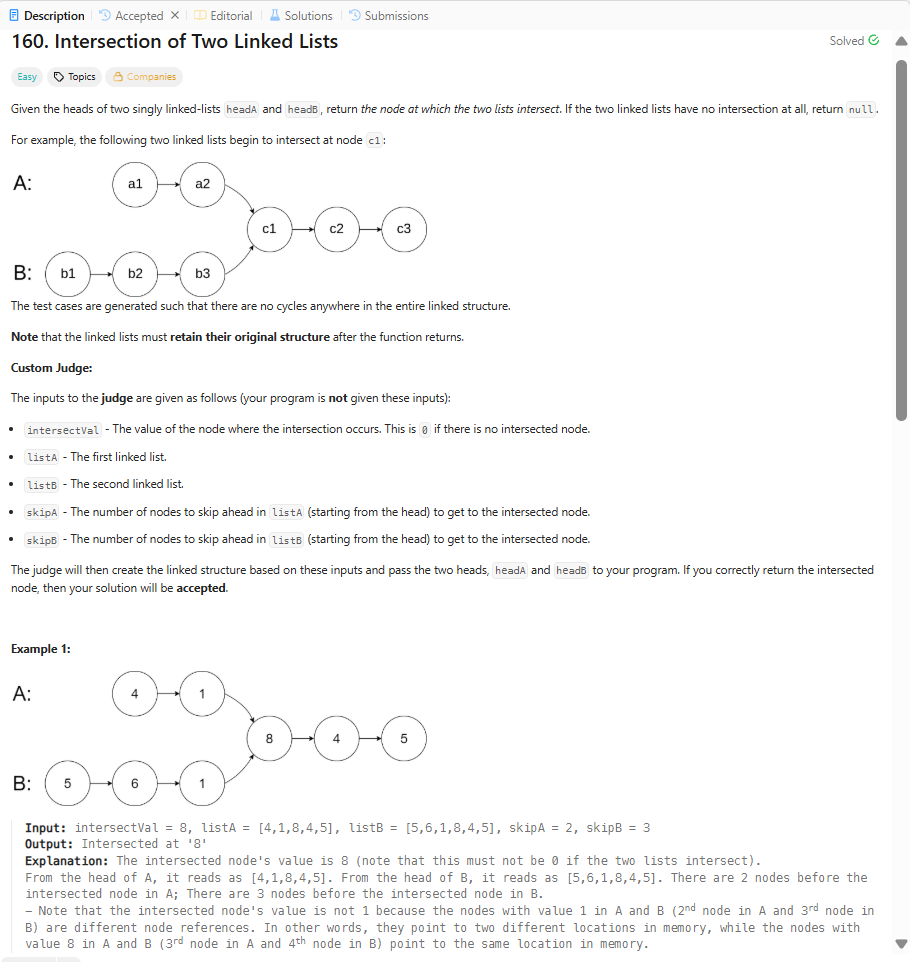 Description Accepted × Editorial Solutions Submissions
160. Intersection of Two Linked Lists
Solved
Easy Topics Companies
Given the heads of two singly linked-lists headA and headB, return the node at which the two lists intersect. If the two linked lists have no intersection at all, return null.
For example, the following two linked lists begin to intersect at node c1:
A: a1 a2
c1 c2 c3
B: b1 b2 b3
The test cases are generated such that there are no cycles anywhere in the entire linked structure.
Note that the linked lists must retain their original structure after the function returns.
Custom Judge:
The inputs to the judge are given as follows (your program is not given these inputs):
• intersectVal - The value of the node where the intersection occurs. This is 0 if there is no intersected node.
• listA - The first linked list.
• listB - The second linked list.
• skipA - The number of nodes to skip ahead in listA (starting from the head) to get to the intersected node.
• skipB - The number of nodes to skip ahead in listB (starting from the head) to get to the intersected node.
The judge will then create the linked structure based on these inputs and pass the two heads, headA and headB to your program. If you correctly return the intersected
node, then your solution will be accepted.
Example 1:
A: 4 1
8 4 5
B: 5 6 1
Input: intersectVal = 8, listA = [4,1,8,4,5], listB = [5,6,1,8,4,5], skipA = 2, skipB = 3
Output: Intersected at '8'
Explanation: The intersected node's value is 8 (note that this must not be 0 if the two lists intersect).
From the head of A, it reads as [4,1,8,4,5]. From the head of B, it reads as [5,6,1,8,4,5]. There are 2 nodes before the
intersected node in A; There are 3 nodes before the intersected node in B.
- Note that the intersected node's value is not 1 because the nodes with value 1 in A and B (2nd node in A and 3rd node in
B) are different node references. In other words, they point to two different locations in memory, while the nodes with
value 8 in A and B (3rd node in A and 4th node in B) point to the same location in memory.